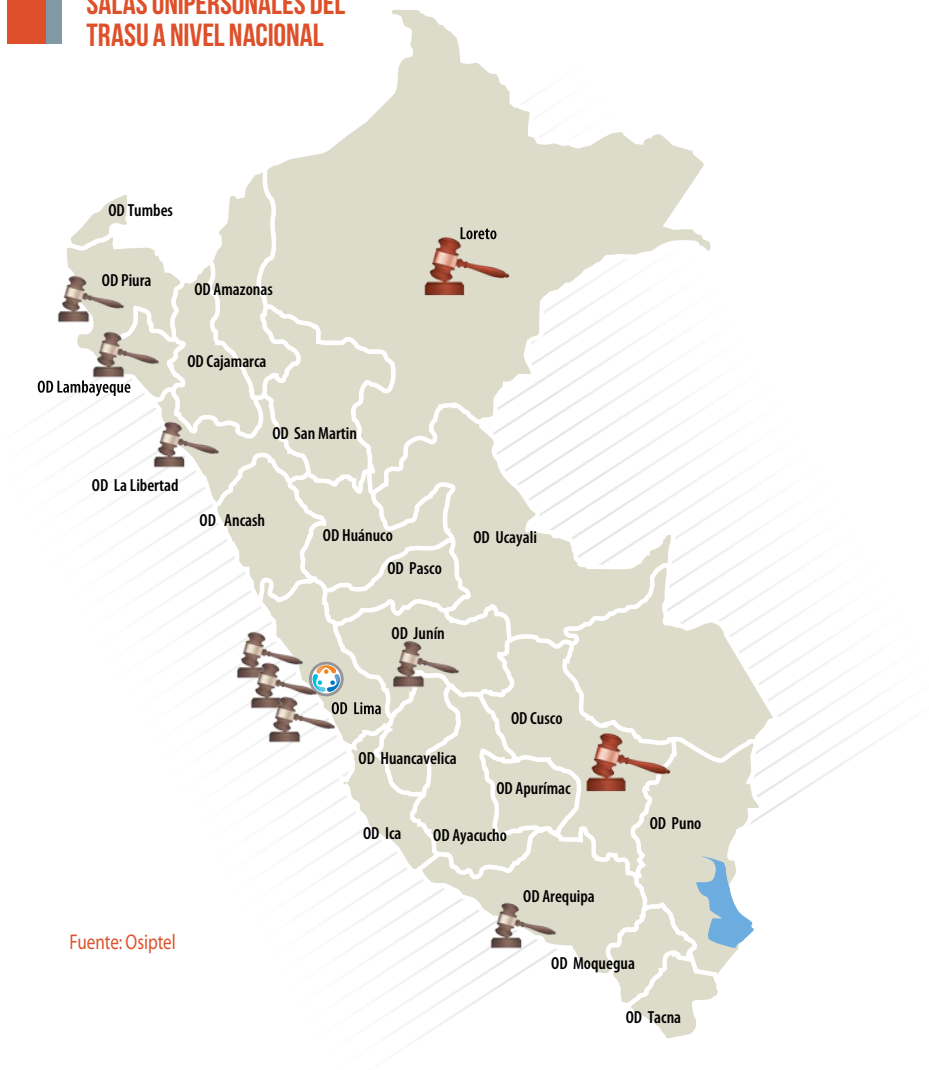 SALAS UNIPERSONALES DEL
TRASU A NIVEL NACIONAL
OD Tumbes
Loreto
OD Piura
OD Amazonas
OD Cajamarca
OD Lambayeque
OD San Martin
OD La Libertad
OD Ancash
OD Huánuco
OD Ucayali
OD Pasco
OD Junín
OD Lima
OD Cusco
OD Huancavelica
OD Apurímac
OD Puno
OD Ica
OD Ayacucho
OD Arequipa
Fuente: Osiptel
OD Moquegua
OD Tacna